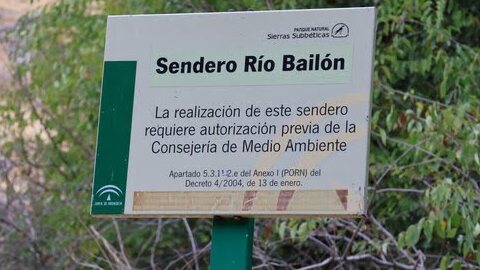 PARQUE NATURAL
Sierras Subbéticas
Sendero Río Bailón
La realización de este sendero
requiere autorización previa de la
Consejería de Medio Ambiente
Apartado 5.3.1.2.e del Anexo I (PORN) del
Decreto 4/2004, de 13 de enero.
JUNTA DE ANDALUCIA